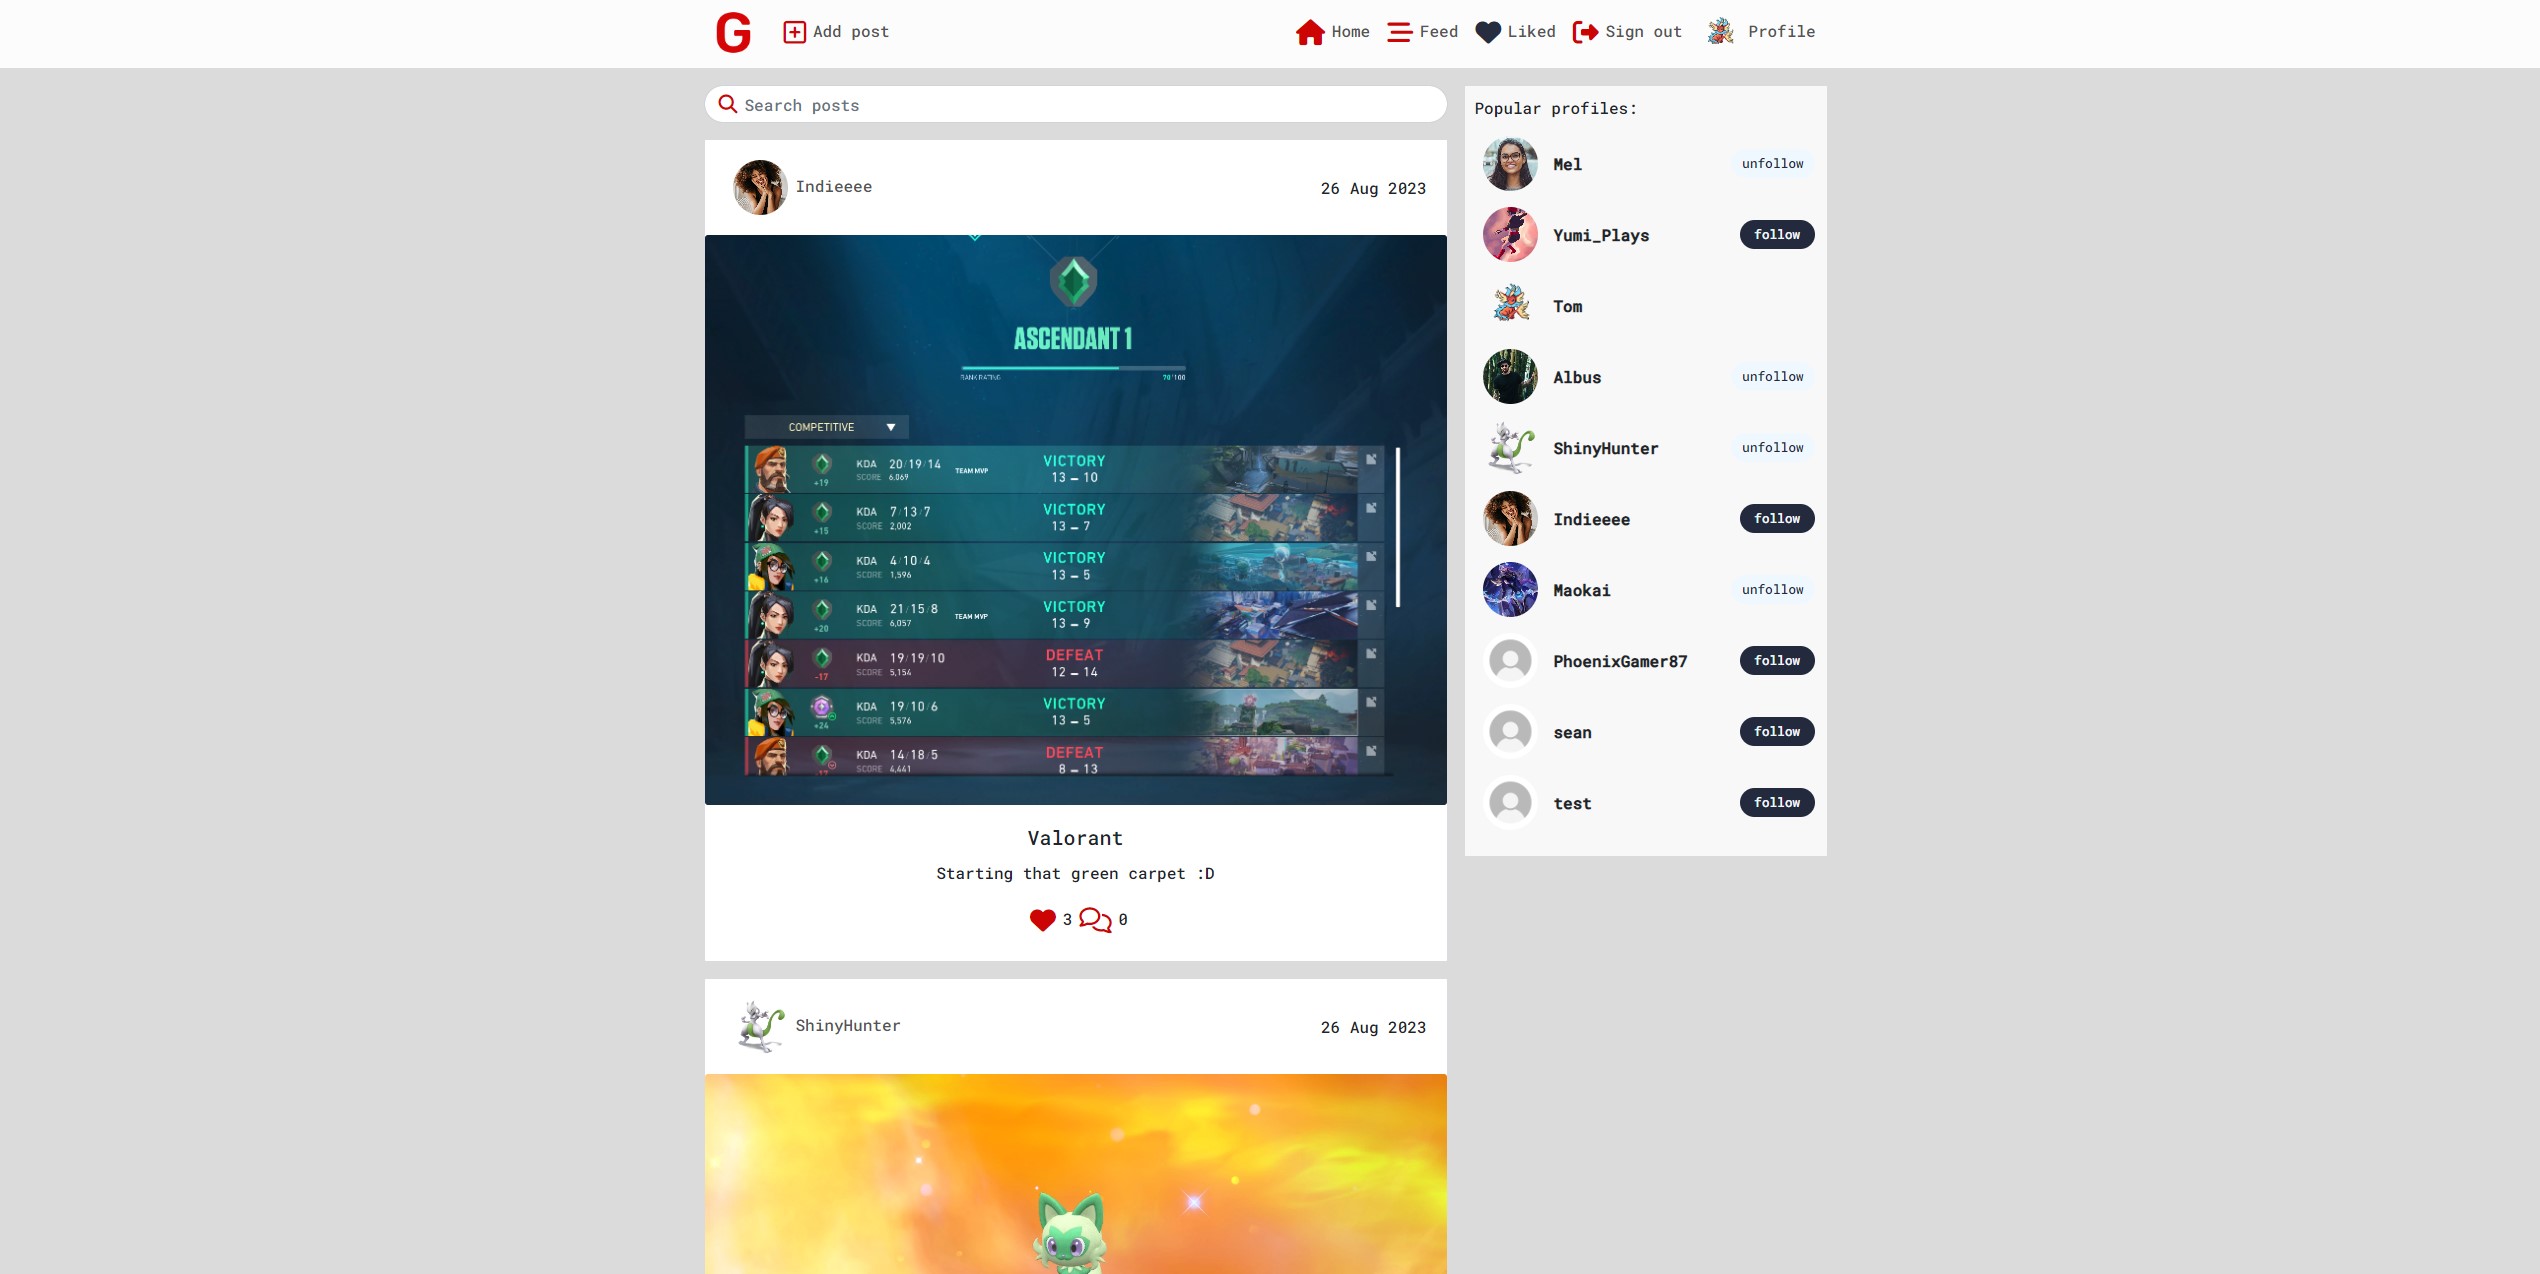 G Add post Home Feed Liked Sign out Profile
Search posts
Indieeee 26 Aug 2023
ASCENDANT 1
RANK RATING 70/100
COMPETITIVE
+19 KDA 20/19/14 TEAM MVP VICTORY
SCORE 6,069 13 – 10
+15 KDA 7/13/7 VICTORY
SCORE 2,002 13 – 7
+16 KDA 4/10/4 VICTORY
SCORE 1,596 13 – 5
+20 KDA 21/15/8 TEAM MVP VICTORY
SCORE 6,057 13 – 9
-17 KDA 19/19/10 DEFEAT
SCORE 5,154 12 – 14
+24 KDA 19/10/6 VICTORY
SCORE 5,576 13 – 5
-17 KDA 14/18/5 DEFEAT
SCORE 4,441 8 – 13
Valorant
Starting that green carpet :D
3 0
ShinyHunter 26 Aug 2023
Popular profiles:
Mel unfollow
Yumi_Plays follow
Tom
Albus unfollow
ShinyHunter unfollow
Indieeee follow
Maokai unfollow
PhoenixGamer87 follow
sean follow
test follow